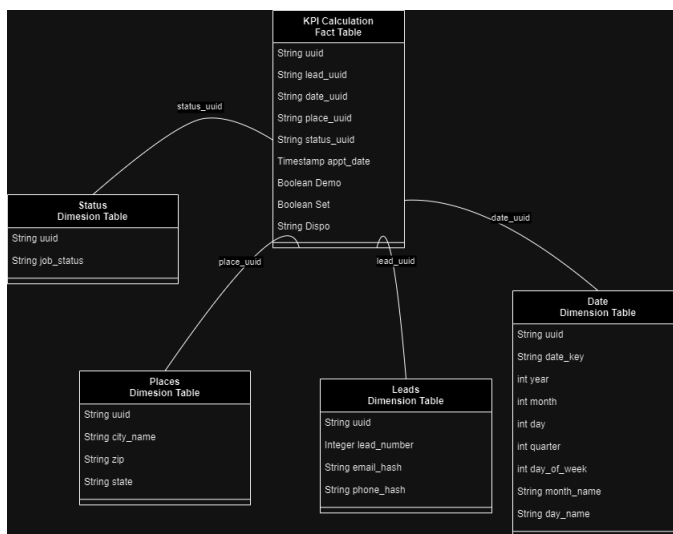 KPI Calculation
Fact Table
String uuid
String lead_uuid
String date_uuid
String place_uuid
String status_uuid
Timestamp appt_date
Boolean Demo
Boolean Set
String Dispo
status_uuid
place_uuid
lead_uuid
date_uuid
Status
Dimesion Table
String uuid
String job_status
Places
Dimesion Table
String uuid
String city_name
String zip
String state
Leads
Dimension Table
String uuid
Integer lead_number
String email_hash
String phone_hash
Date
Dimension Table
String uuid
String date_key
int year
int month
int day
int quarter
int day_of_week
String month_name
String day_name